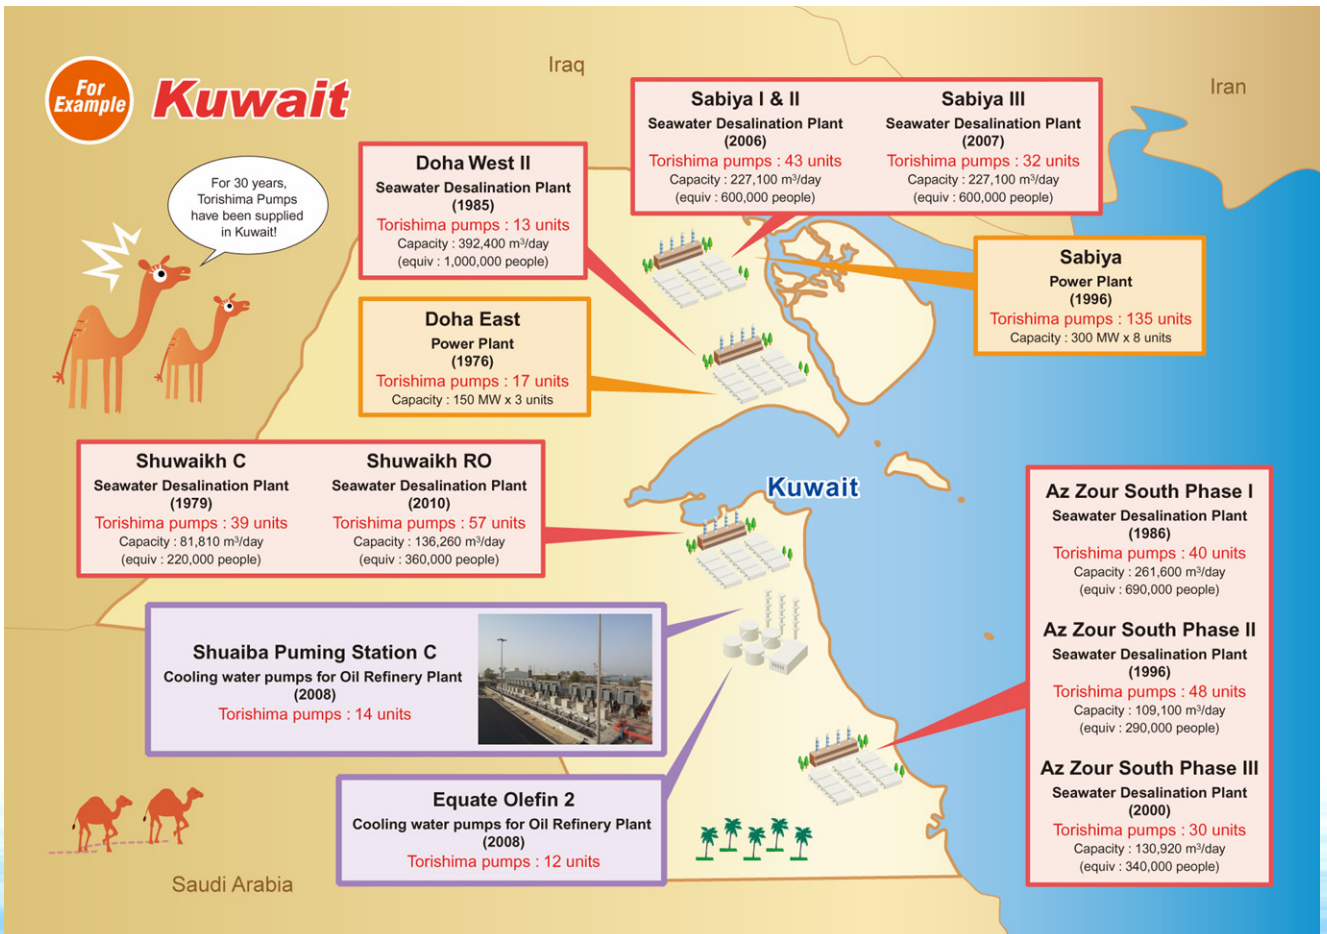 For
Example
Kuwait
Iraq
Iran
For 30 years,
Torishima Pumps
have been supplied
in Kuwait!
Doha West II
Seawater Desalination Plant
(1985)
Torishima pumps : 13 units
Capacity : 392,400 m³/day
(equiv : 1,000,000 people)
Sabiya I & II
Seawater Desalination Plant
(2006)
Torishima pumps : 43 units
Capacity : 227,100 m³/day
(equiv : 600,000 people)
Sabiya III
Seawater Desalination Plant
(2007)
Torishima pumps : 32 units
Capacity : 227,100 m³/day
(equiv : 600,000 people)
Sabiya
Power Plant
(1996)
Torishima pumps : 135 units
Capacity : 300 MW x 8 units
Doha East
Power Plant
(1976)
Torishima pumps : 17 units
Capacity : 150 MW x 3 units
Shuwaikh C
Seawater Desalination Plant
(1979)
Torishima pumps : 39 units
Capacity : 81,810 m³/day
(equiv : 220,000 people)
Shuwaikh RO
Seawater Desalination Plant
(2010)
Torishima pumps : 57 units
Capacity : 136,260 m³/day
(equiv : 360,000 people)
Kuwait
Az Zour South Phase I
Seawater Desalination Plant
(1986)
Torishima pumps : 40 units
Capacity : 261,600 m³/day
(equiv : 690,000 people)
Az Zour South Phase II
Seawater Desalination Plant
(1996)
Torishima pumps : 48 units
Capacity : 109,100 m³/day
(equiv : 290,000 people)
Az Zour South Phase III
Seawater Desalination Plant
(2000)
Torishima pumps : 30 units
Capacity : 130,920 m³/day
(equiv : 340,000 people)
Shuaiba Puming Station C
Cooling water pumps for Oil Refinery Plant
(2008)
Torishima pumps : 14 units
Equate Olefin 2
Cooling water pumps for Oil Refinery Plant
(2008)
Torishima pumps : 12 units
Saudi Arabia